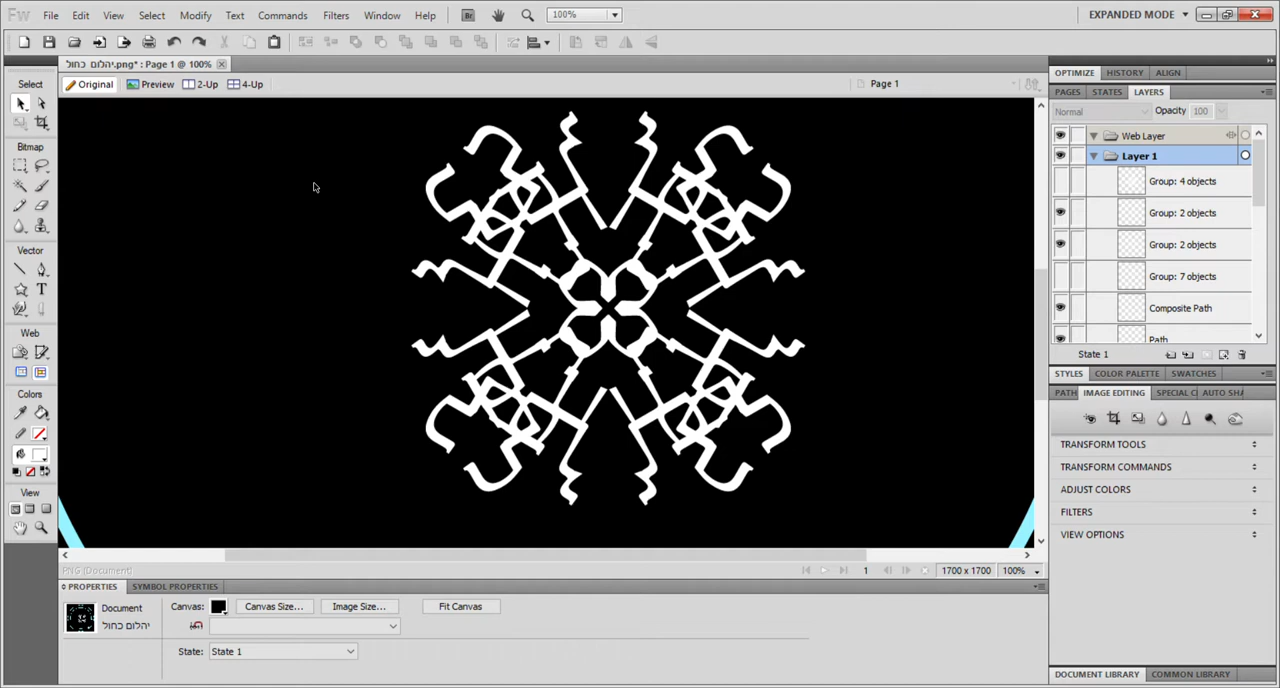 Fw File Edit View Select Modify Text Commands Filters Window Help Br 100% EXPANDED MODE
יהלום כחול.png* : Page 1 @ 100%
Original Preview 2-Up 4-Up Page 1
Select
Bitmap
Vector
T
Web
Colors
View
OPTIMIZE HISTORY ALIGN
PAGES STATES LAYERS
Normal Opacity 100
Web Layer
Layer 1
Group: 4 objects
Group: 2 objects
Group: 2 objects
Group: 7 objects
Composite Path
Path
State 1
STYLES COLOR PALETTE SWATCHES
PATH IMAGE EDITING SPECIAL C AUTO SHA
TRANSFORM TOOLS
TRANSFORM COMMANDS
ADJUST COLORS
FILTERS
VIEW OPTIONS
PNG (Document) 1 1700 x 1700 100%
PROPERTIES SYMBOL PROPERTIES
Document Canvas: Canvas Size... Image Size... Fit Canvas
יהלום כחול
State: State 1
DOCUMENT LIBRARY COMMON LIBRARY